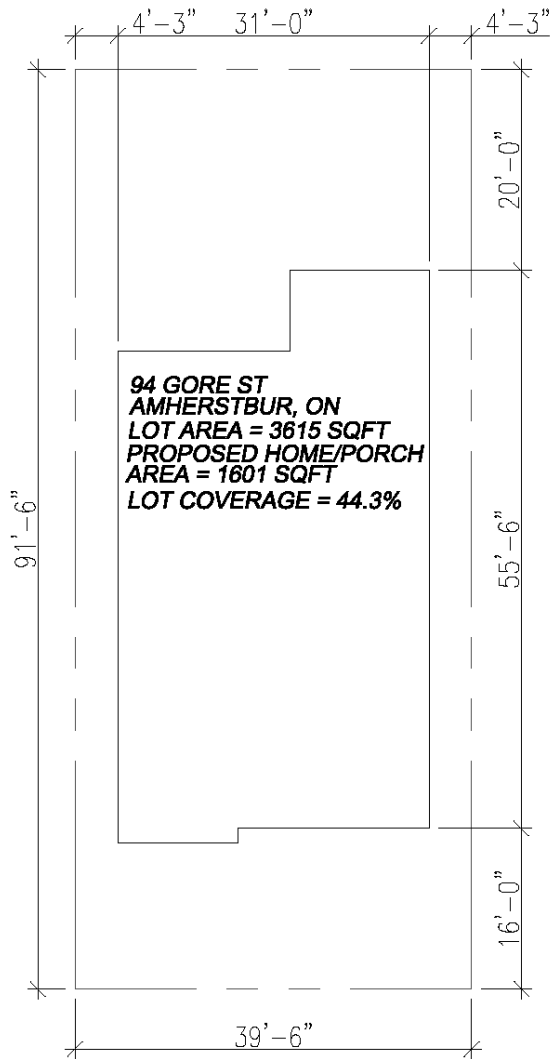 4'-3" 31'-0" 4'-3"
20'-0"
94 GORE ST
AMHERSTBUR, ON
LOT AREA = 3615 SQFT
PROPOSED HOME/PORCH
AREA = 1601 SQFT
LOT COVERAGE = 44.3%
91'-6"
55'-6"
16'-0"
39'-6"